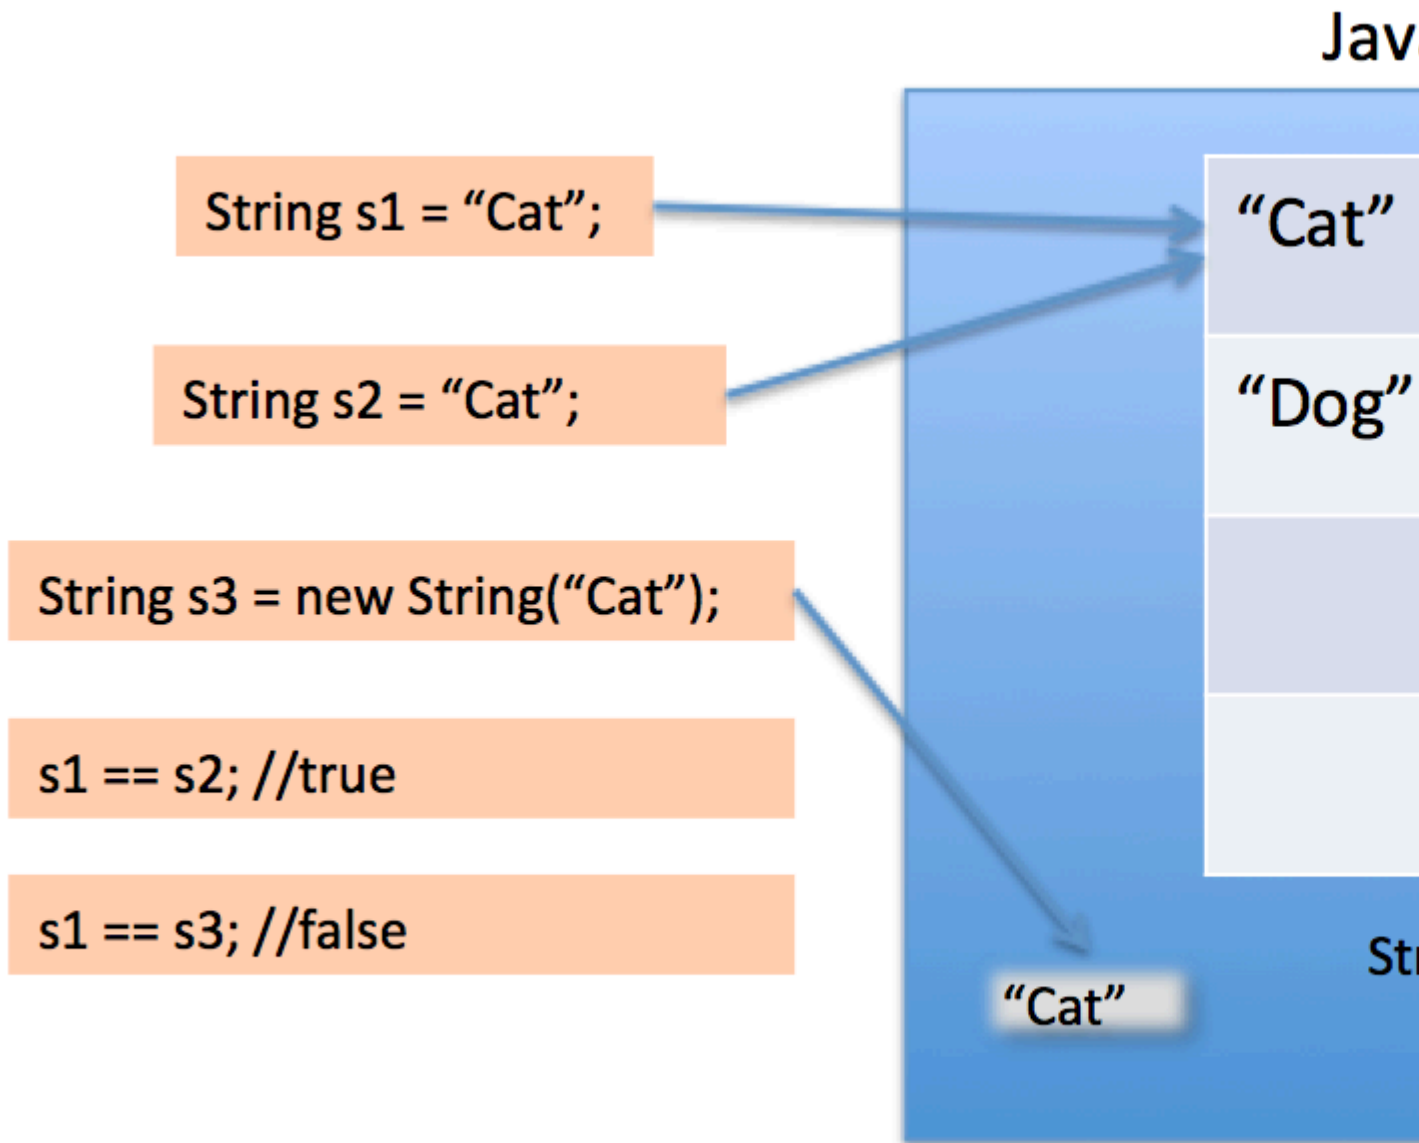 Java
String s1 = “Cat”;
“Cat”
String s2 = “Cat”;
“Dog”
String s3 = new String(“Cat”);
s1 == s2; //true
s1 == s3; //false
“Cat”